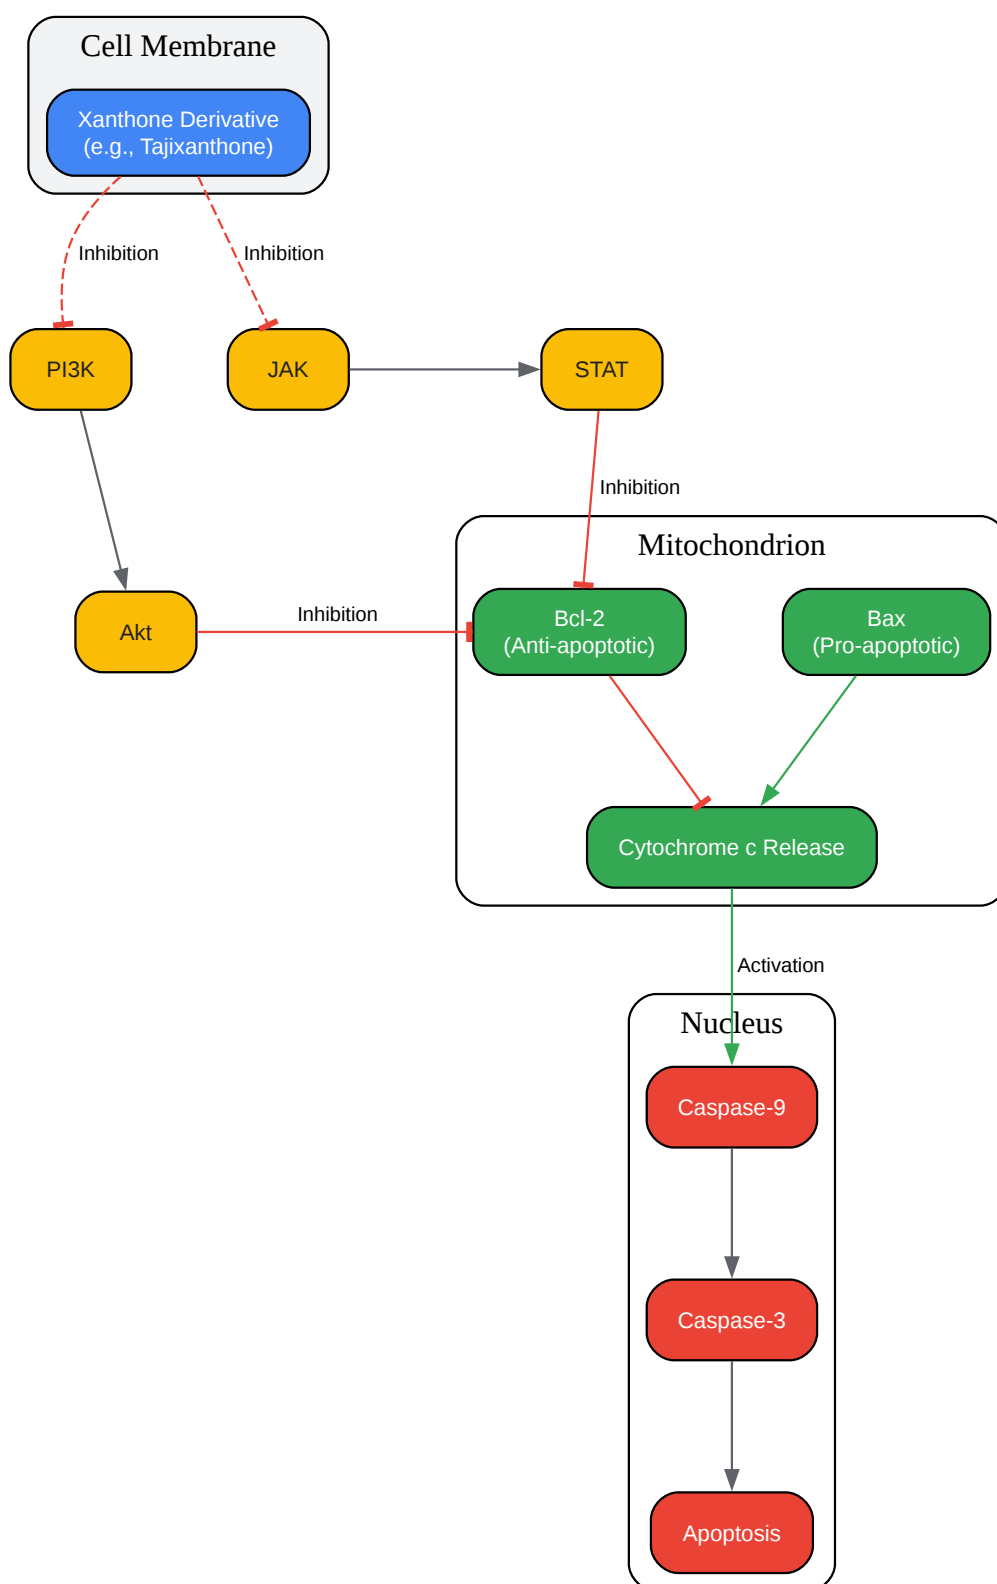 Cell Membrane
Xanthone Derivative
(e.g., Tajixanthone)
Inhibition
Inhibition
PI3K
JAK
STAT
Inhibition
Mitochondrion
Akt
Inhibition
Bcl-2
(Anti-apoptotic)
Bax
(Pro-apoptotic)
Cytochrome c Release
Activation
Nucleus
Caspase-9
Caspase-3
Apoptosis